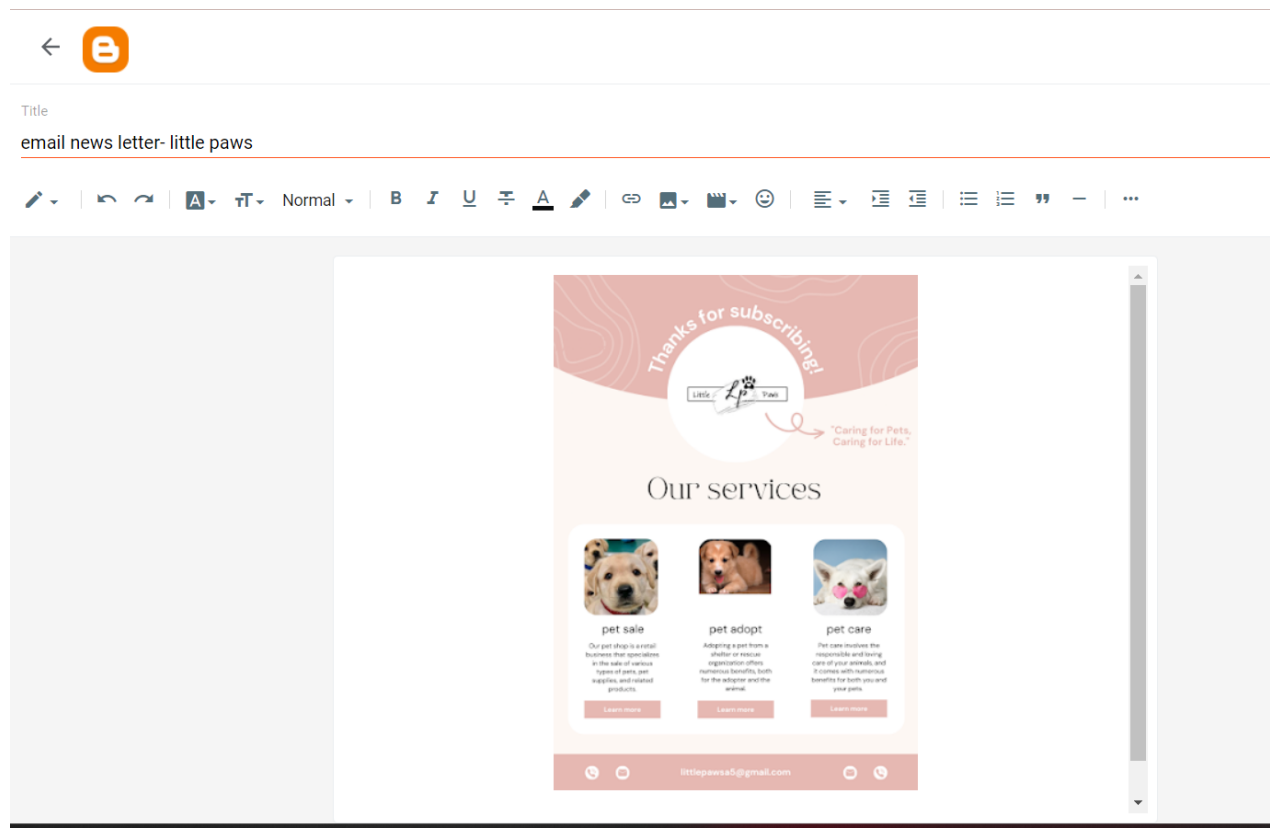 Title
email news letter- little paws
Normal
Thanks for subscribing!
Little Lp Paws
"Caring for Pets,
Caring for Life."
Our services
pet sale
Our pet shop is a retail
business that specializes
in the sale of various
types of pets, pet
supplies, and related
products.
Learn more
pet adopt
Adopting a pet from a
shelter or rescue
organization offers
numerous benefits, both
for the adopter and the
animal.
Learn more
pet care
Pet care involves the
responsible and loving
care of your animals, and
it comes with numerous
benefits for both you and
your pets.
Learn more
littlepawsa5@gmail.com